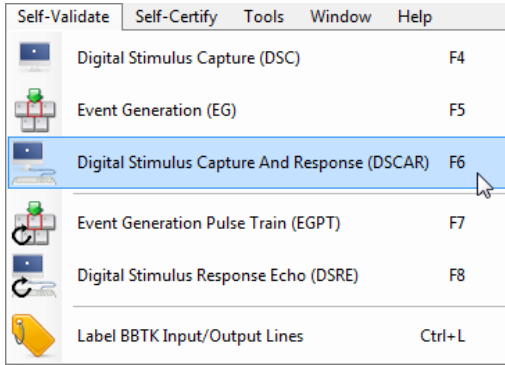 Self-Validate Self-Certify Tools Window Help
Digital Stimulus Capture (DSC) F4
Event Generation (EG) F5
Digital Stimulus Capture And Response (DSCAR) F6
Event Generation Pulse Train (EGPT) F7
Digital Stimulus Response Echo (DSRE) F8
Label BBTK Input/Output Lines Ctrl+L